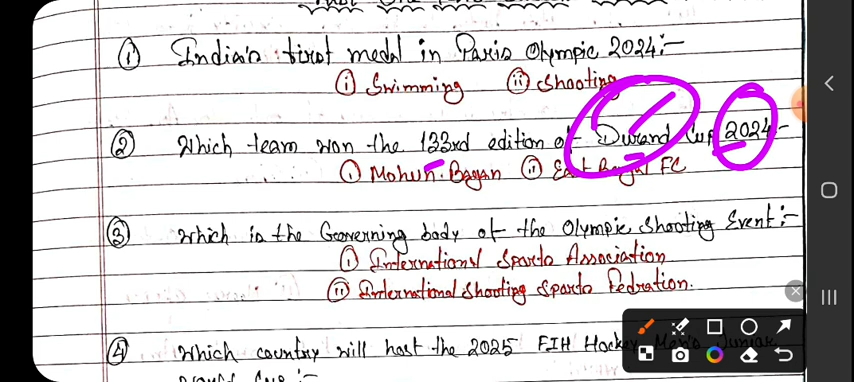 ① India's first medal in Paris Olympic 2024:-
ⓘ Swimming ⓘⓘ Shooting
② Which team won the 133rd edition of Durand Cup 2024:-
ⓘ Mohun Bagan ⓘⓘ East Bengal FC
③ Which is the Governing body of the Olympic Shooting Event:-
ⓘ International Sports Association
ⓘⓘ International Shooting Sports Fedration.
④ Which country will host the 2025 FIH Hockey Men's Junior
World Cup:-